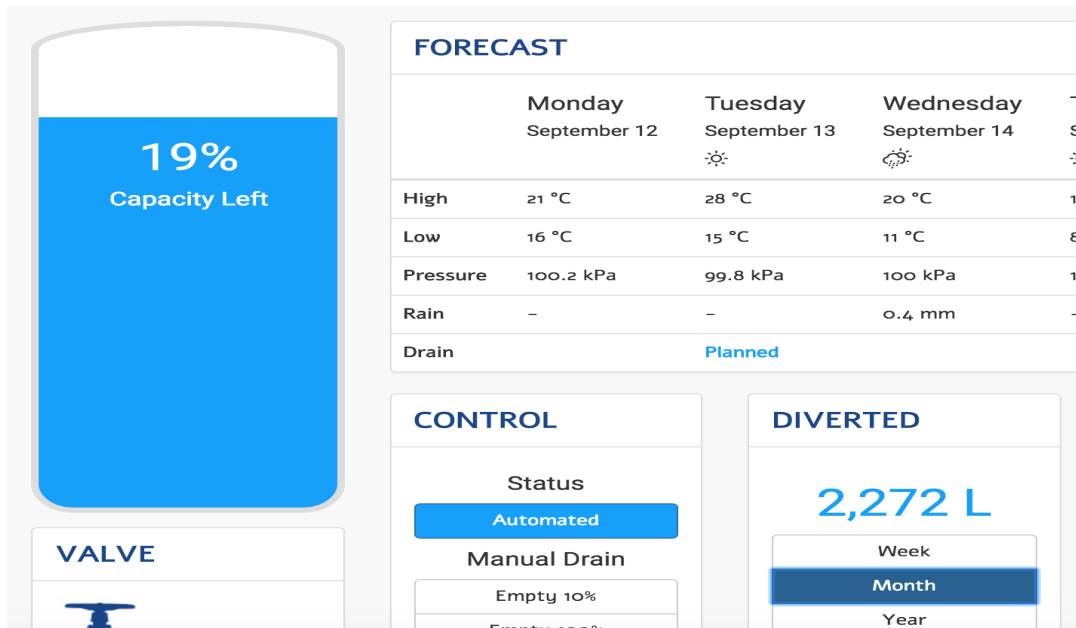 19%
Capacity Left
VALVE
FORECAST
Monday Tuesday Wednesday
September 12 September 13 September 14
High 21 °C 28 °C 20 °C
Low 16 °C 15 °C 11 °C
Pressure 100.2 kPa 99.8 kPa 100 kPa
Rain – – 0.4 mm
Drain Planned
CONTROL
Status
Automated
Manual Drain
Empty 10%
DIVERTED
2,272 L
Week
Month
Year